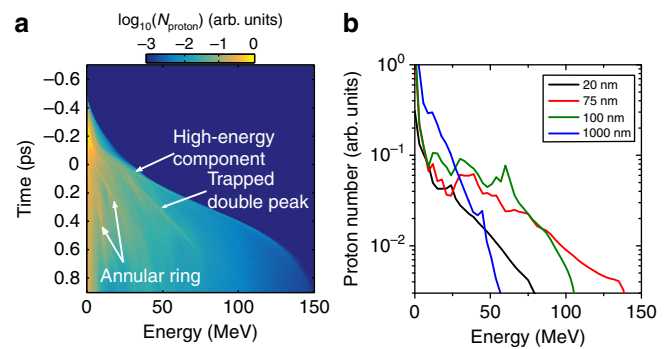 a
log₁₀(Nproton) (arb. units)
−3 −2 −1 0
Time (ps)
−0.6
−0.4
−0.2
0
0.2
0.4
0.6
0.8
High-energy
component
Trapped
double peak
Annular ring
0 50 100 150
Energy (MeV)
b
Proton number (arb. units)
10⁰
10⁻¹
10⁻²
20 nm
75 nm
100 nm
1000 nm
0 50 100 150
Energy (MeV)